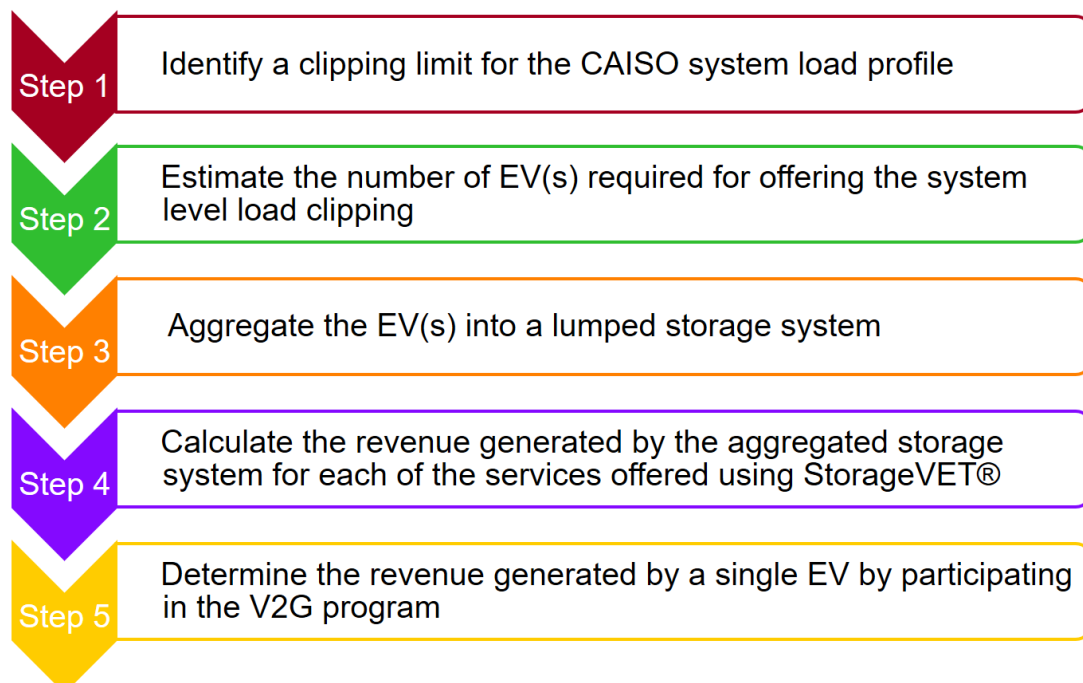 Step 1
Identify a clipping limit for the CAISO system load profile
Step 2
Estimate the number of EV(s) required for offering the system
level load clipping
Step 3
Aggregate the EV(s) into a lumped storage system
Step 4
Calculate the revenue generated by the aggregated storage
system for each of the services offered using StorageVET®
Step 5
Determine the revenue generated by a single EV by participating
in the V2G program